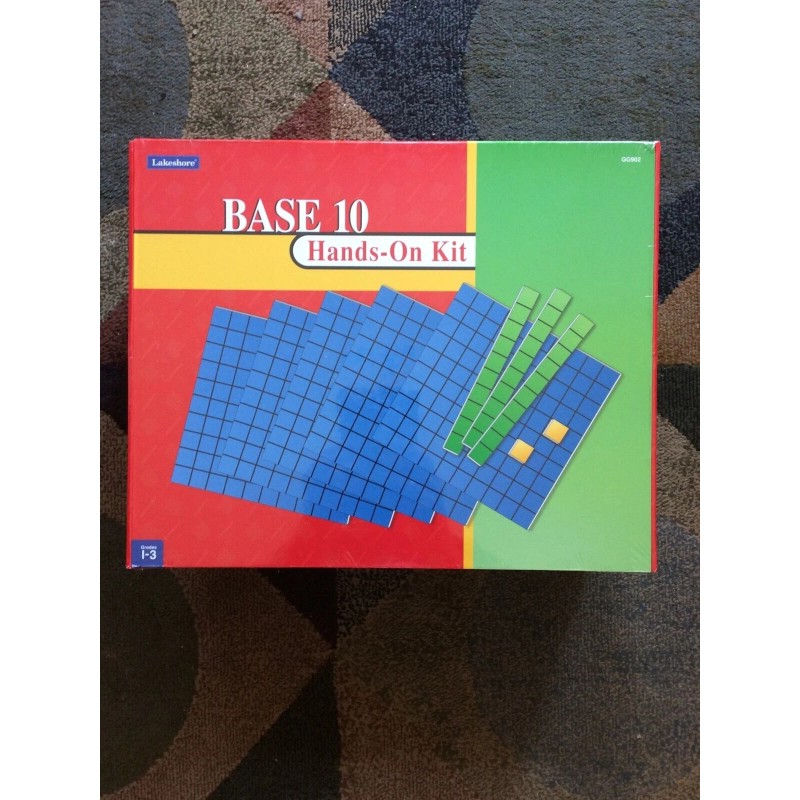 Lakeshore®
GG902
BASE 10
Hands-On Kit
Grades
1-3